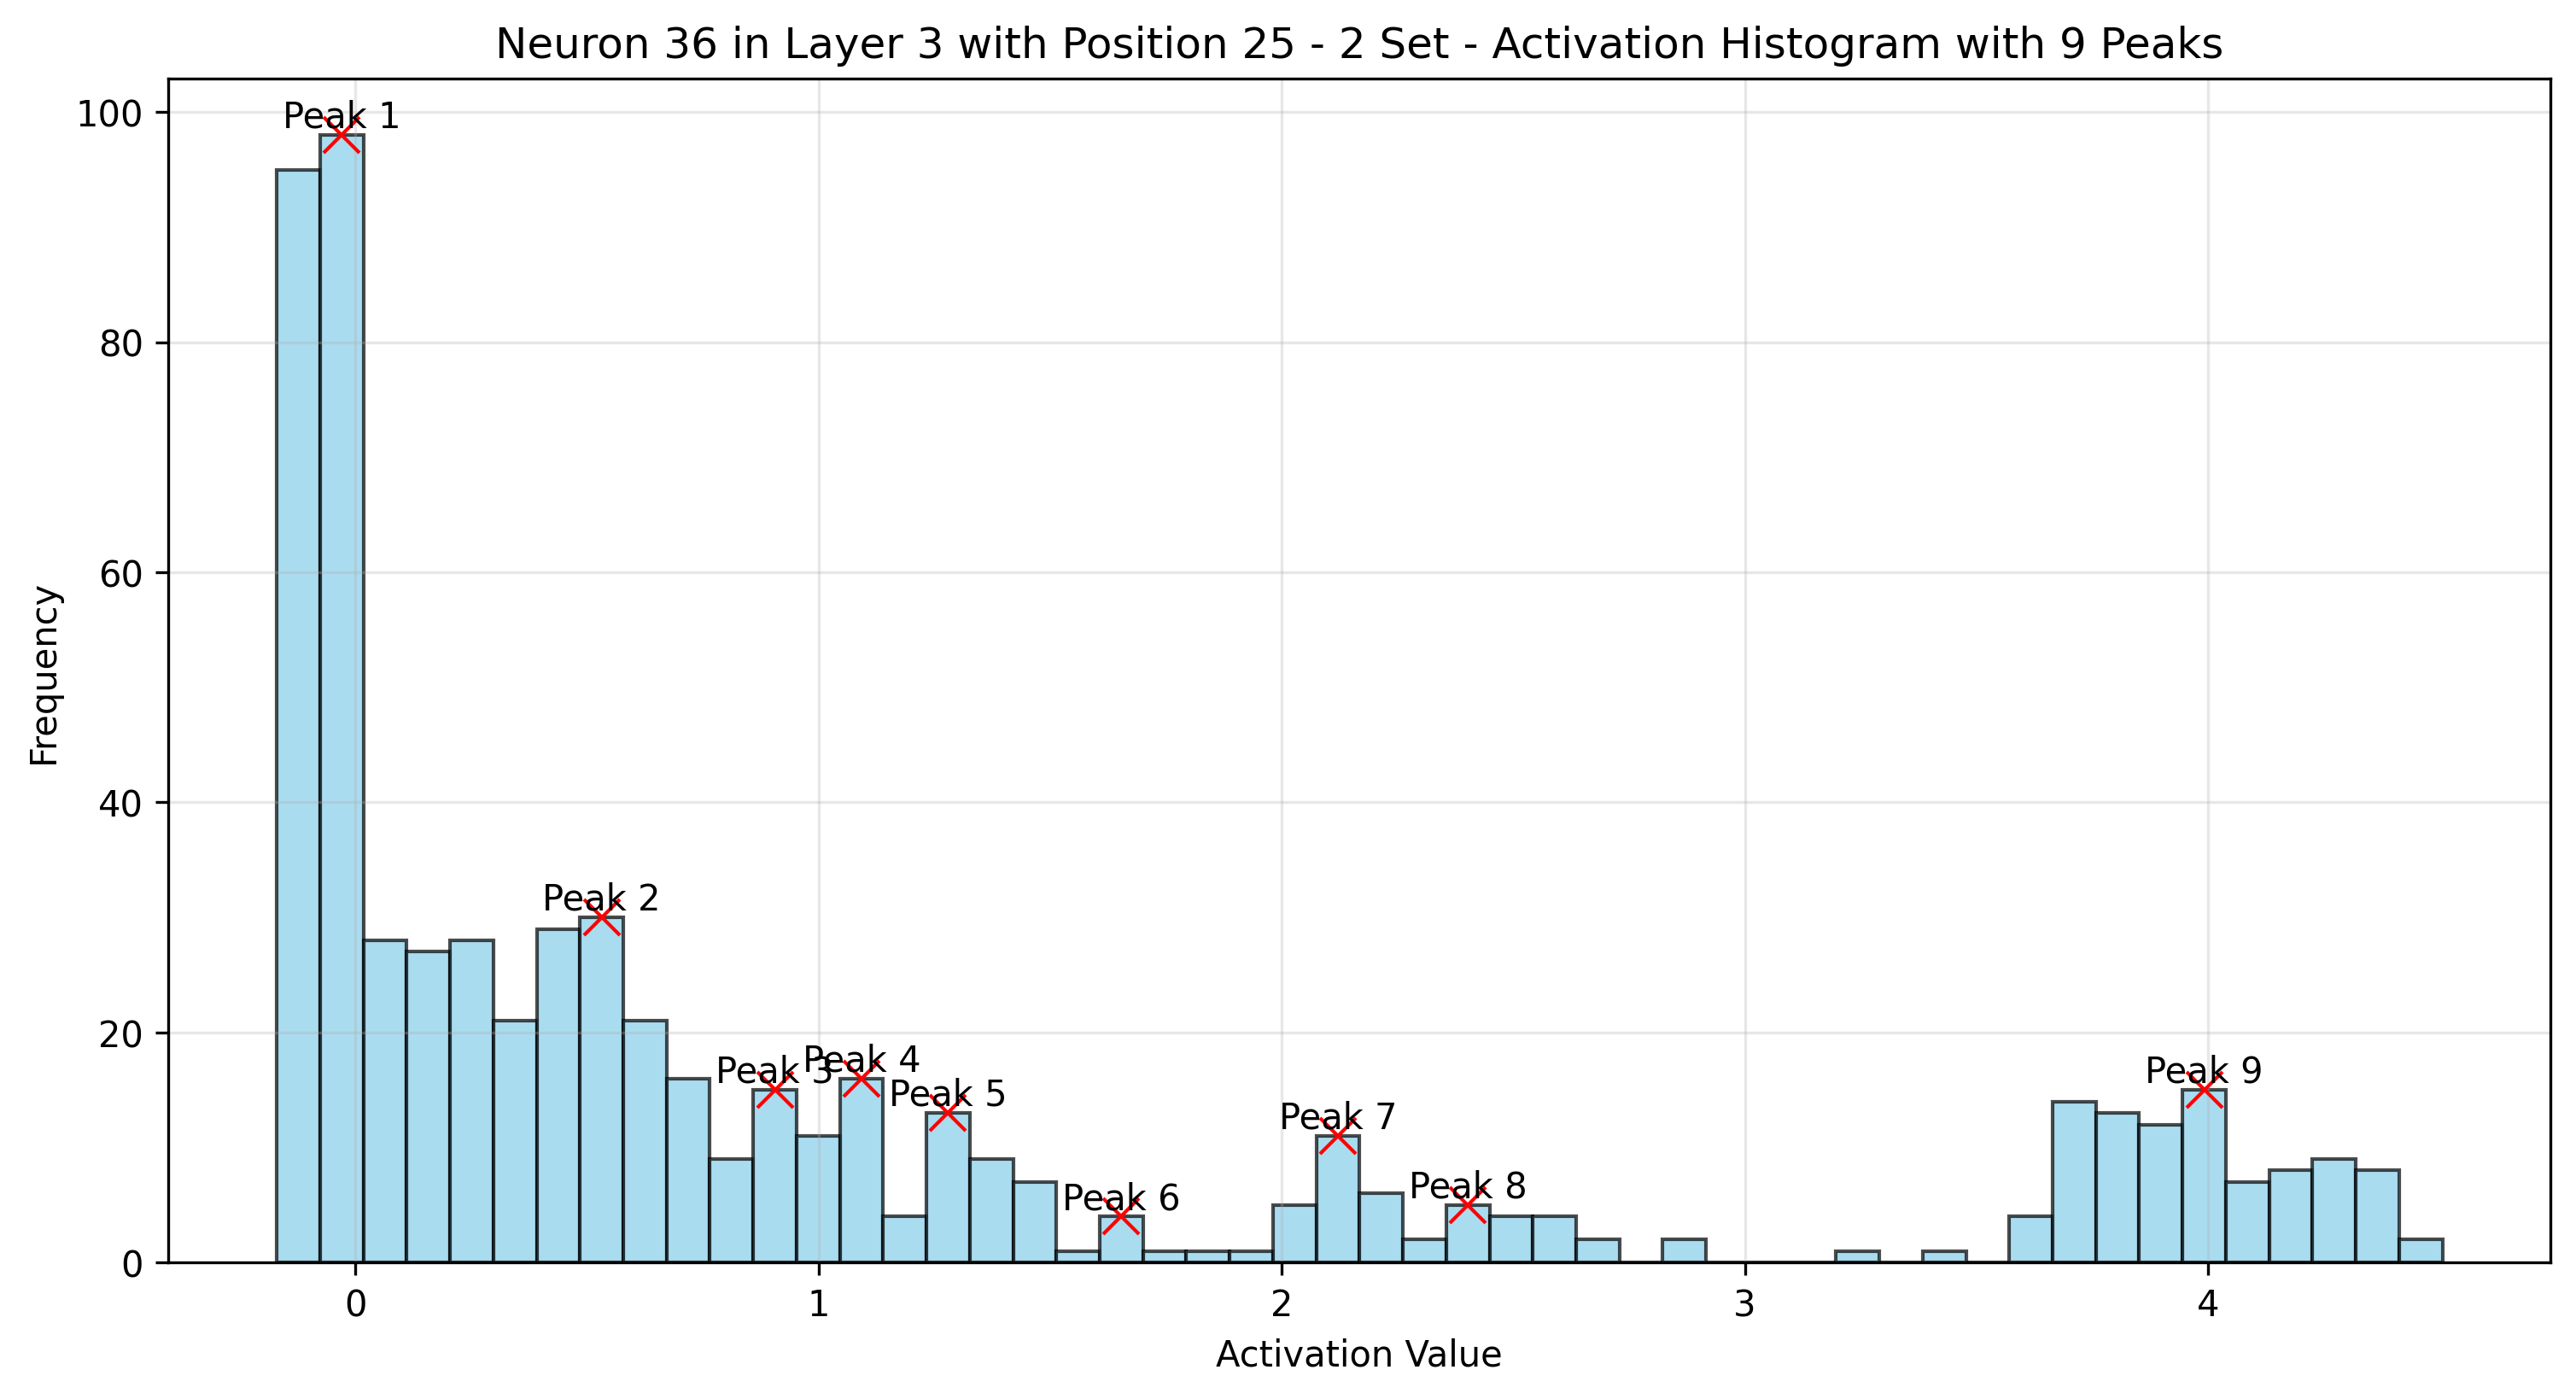 Neuron 36 in Layer 3 with Position 25 - 2 Set - Activation Histogram with 9 Peaks
Frequency
100
80
60
40
20
0
Peak 1
Peak 2
Peak 3
Peak 4
Peak 5
Peak 6
Peak 7
Peak 8
Peak 9
0 1 2 3 4
Activation Value